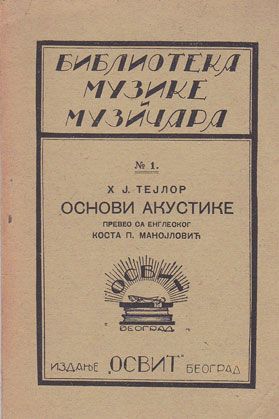 БИБЛИОТЕКА
МУЗИКЕ
И
МУЗИЧАРА
№ 1.
Х Ј. ТЕЈЛОР
ОСНОВИ АКУСТИКЕ
ПРЕВЕО СА ЕНГЛЕСКОГ
КОСТА П. МАНОЈЛОВИЋ
ОСВИТ
БЕОГРАД
ИЗДАЊЕ „ОСВИТ" БЕОГРАД